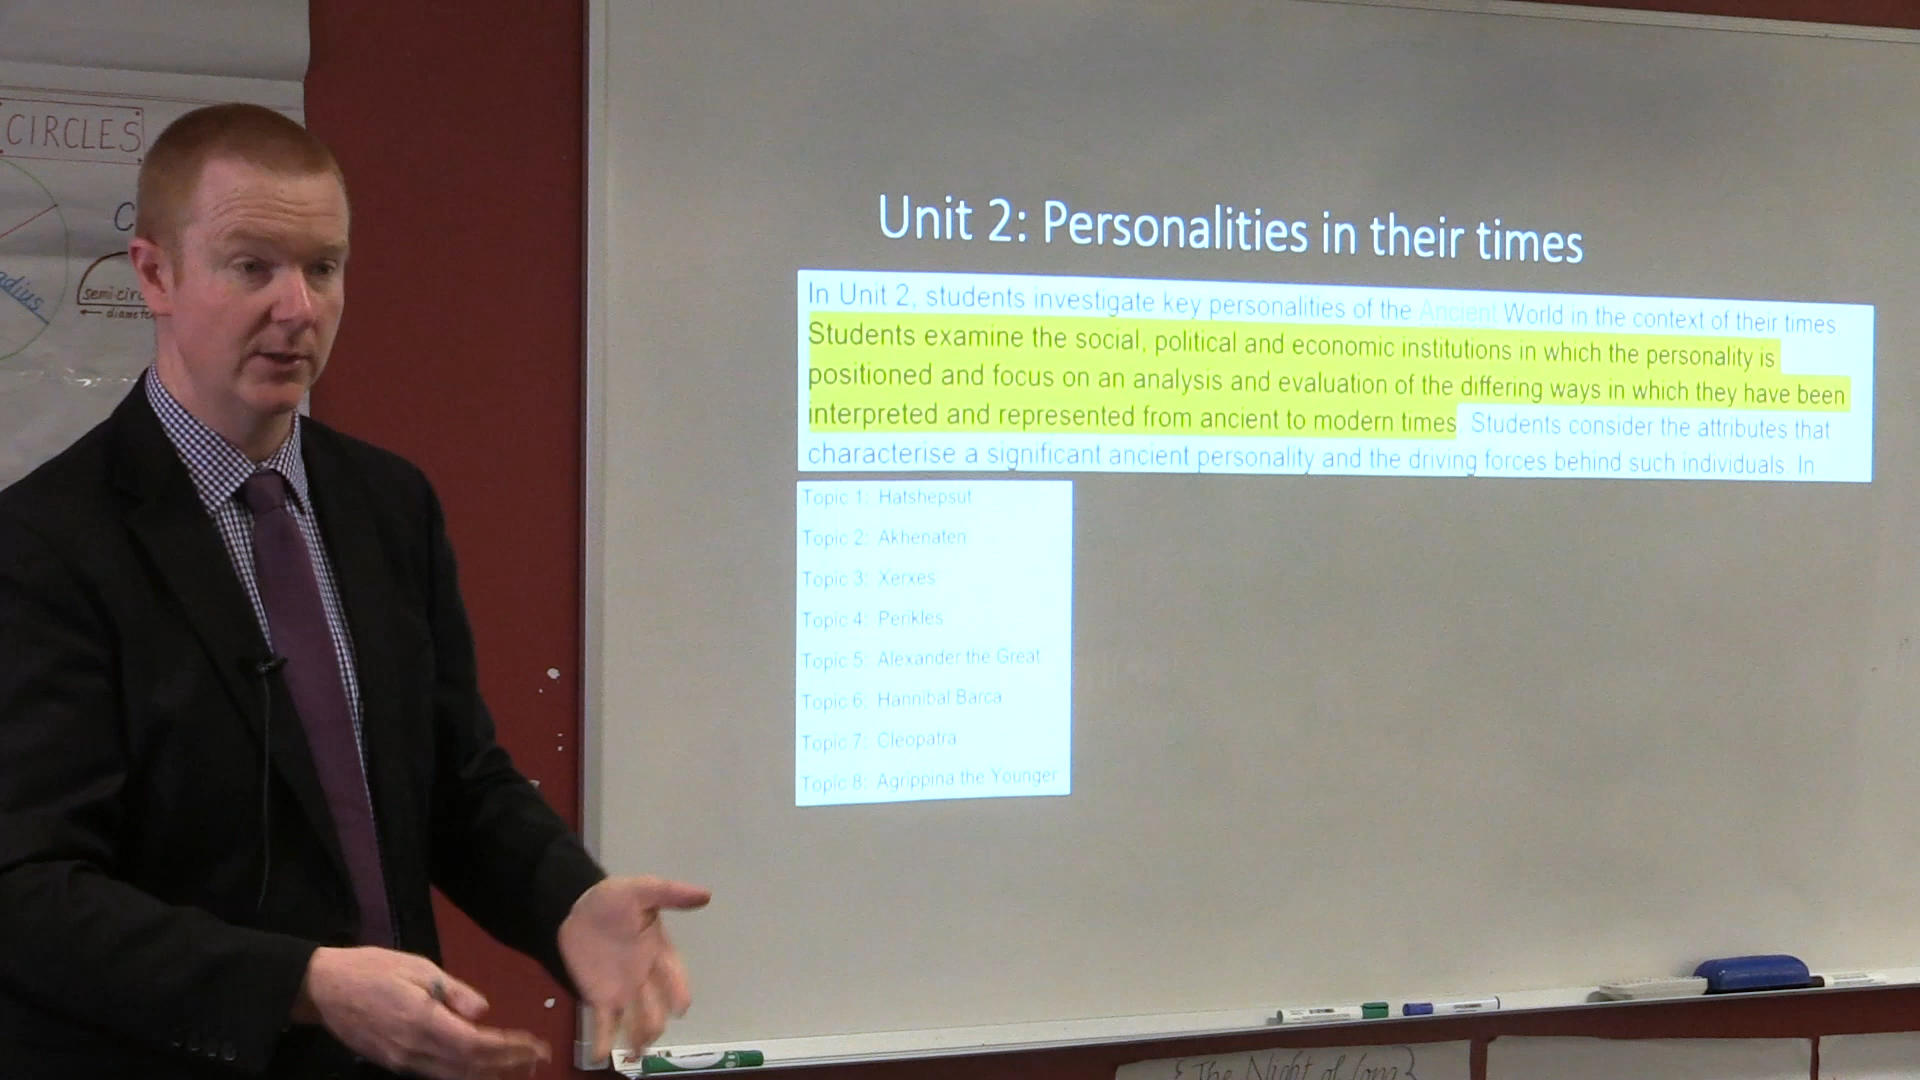 CIRCLES
C
adius
semicirc
diamete
Unit 2: Personalities in their times
In Unit 2, students investigate key personalities of the Ancient World in the context of their times
Students examine the social, political and economic institutions in which the personality is
positioned and focus on an analysis and evaluation of the differing ways in which they have been
interpreted and represented from ancient to modern times. Students consider the attributes that
characterise a significant ancient personality and the driving forces behind such individuals. In
Topic 1: Hatshepsut
Topic 2: Akhenaten
Topic 3: Xerxes
Topic 4: Perikles
Topic 5: Alexander the Great
Topic 6: Hannibal Barca
Topic 7: Cleopatra
Topic 8: Agrippina the Younger
The Night of Long